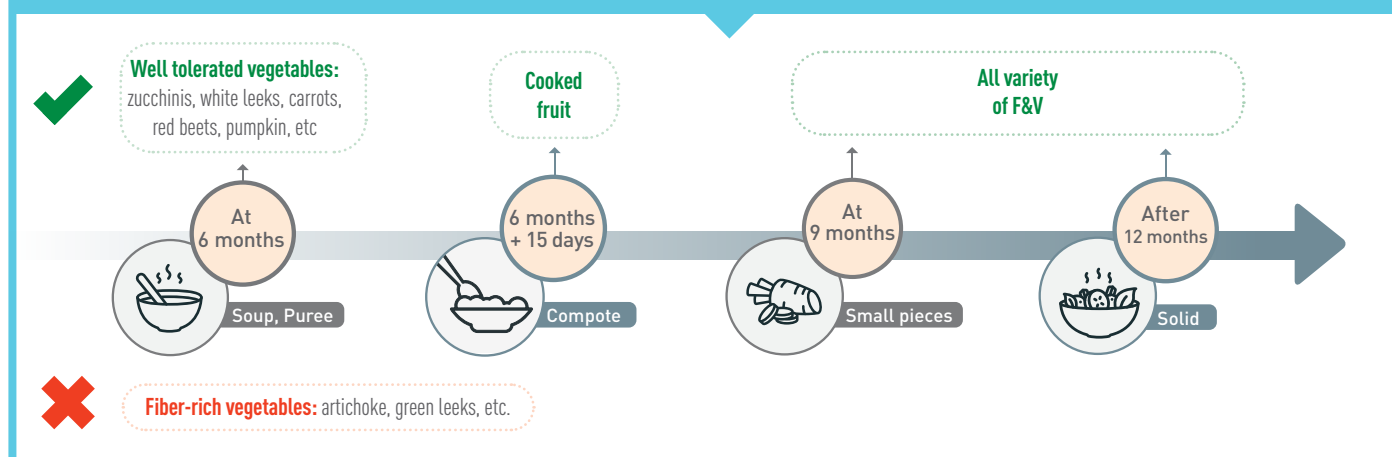 Well tolerated vegetables:
zucchinis, white leeks, carrots,
red beets, pumpkin, etc
Cooked
fruit
All variety
of F&V
At
6 months
6 months
+ 15 days
At
9 months
After
12 months
Soup, Puree
Compote
Small pieces
Solid
Fiber-rich vegetables: artichoke, green leeks, etc.